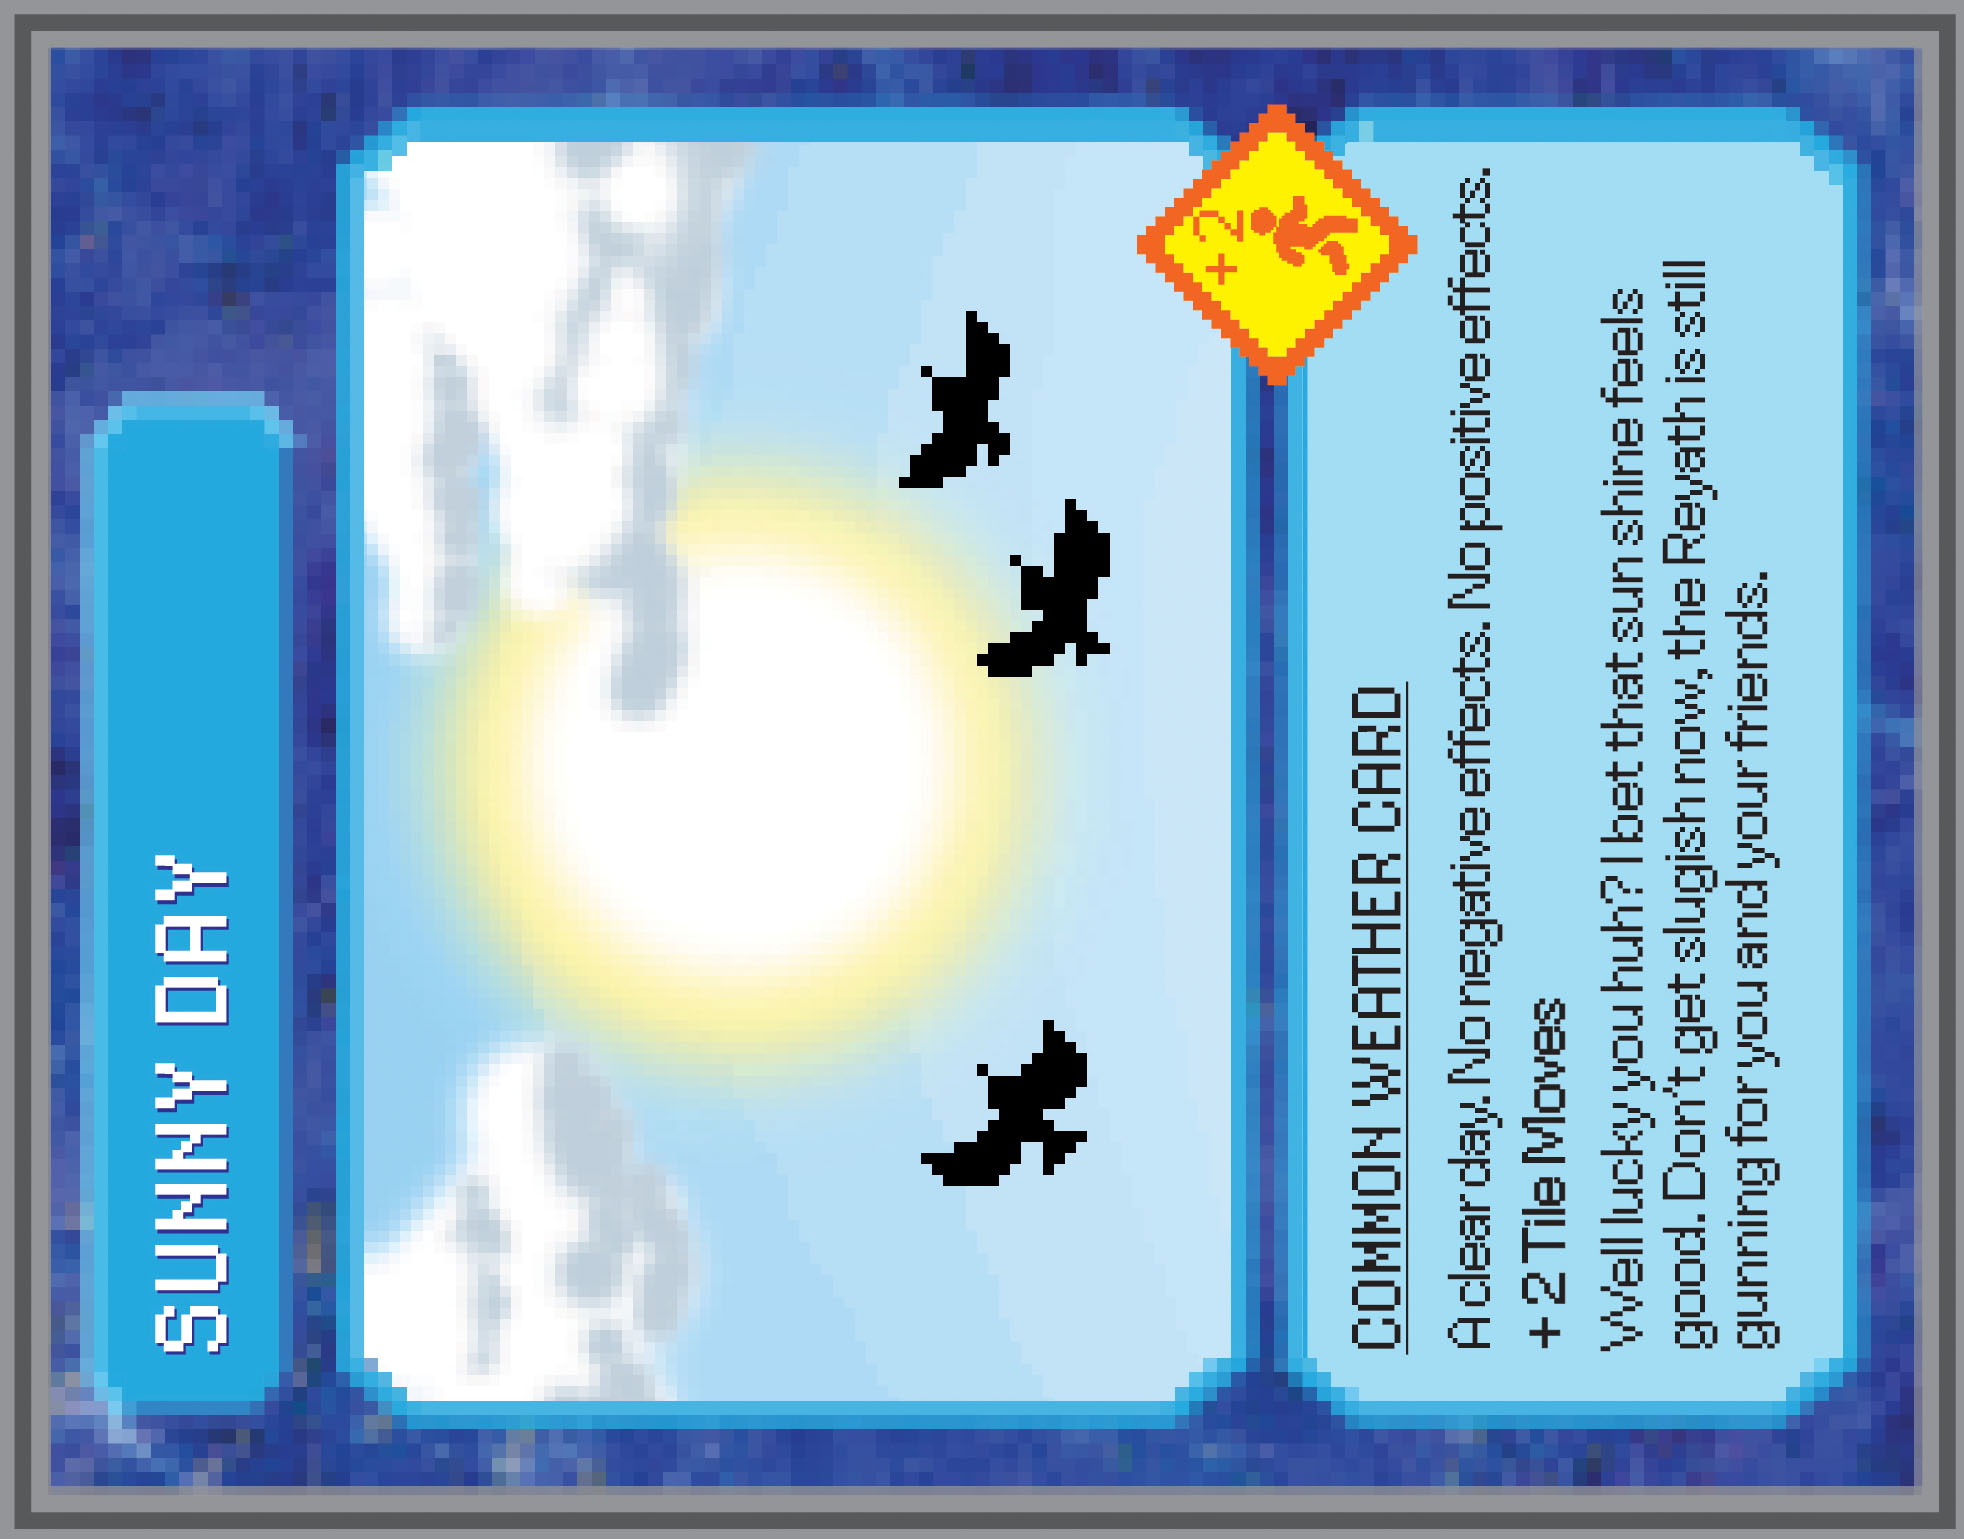 SUNNY DAY
+2
COMMON WEATHER CARD
A clear day. No negative effects. No positive effects.
+ 2 Tile Moves
Well lucky you huh? I bet that sun shine feels
good. Don't get slugish now, the Reyath is still
gunning for you and your friends.